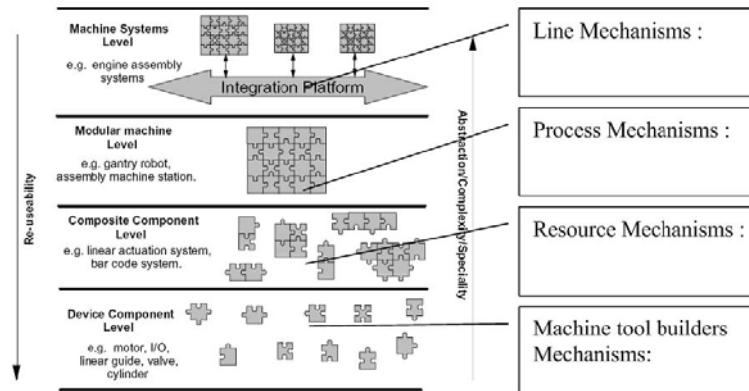 Machine Systems
Level
e.g. engine assembly
systems
Integration Platform
Modular machine
Level
e.g. gantry robot,
assembly machine station.
Composite Component
Level
e.g. linear actuation system,
bar code system.
Device Component
Level
e.g. motor, I/O,
linear guide, valve,
cylinder
Re-useability
Abstraction/Complexity/Speciality
Line Mechanisms :
Process Mechanisms :
Resource Mechanisms :
Machine tool builders
Mechanisms: